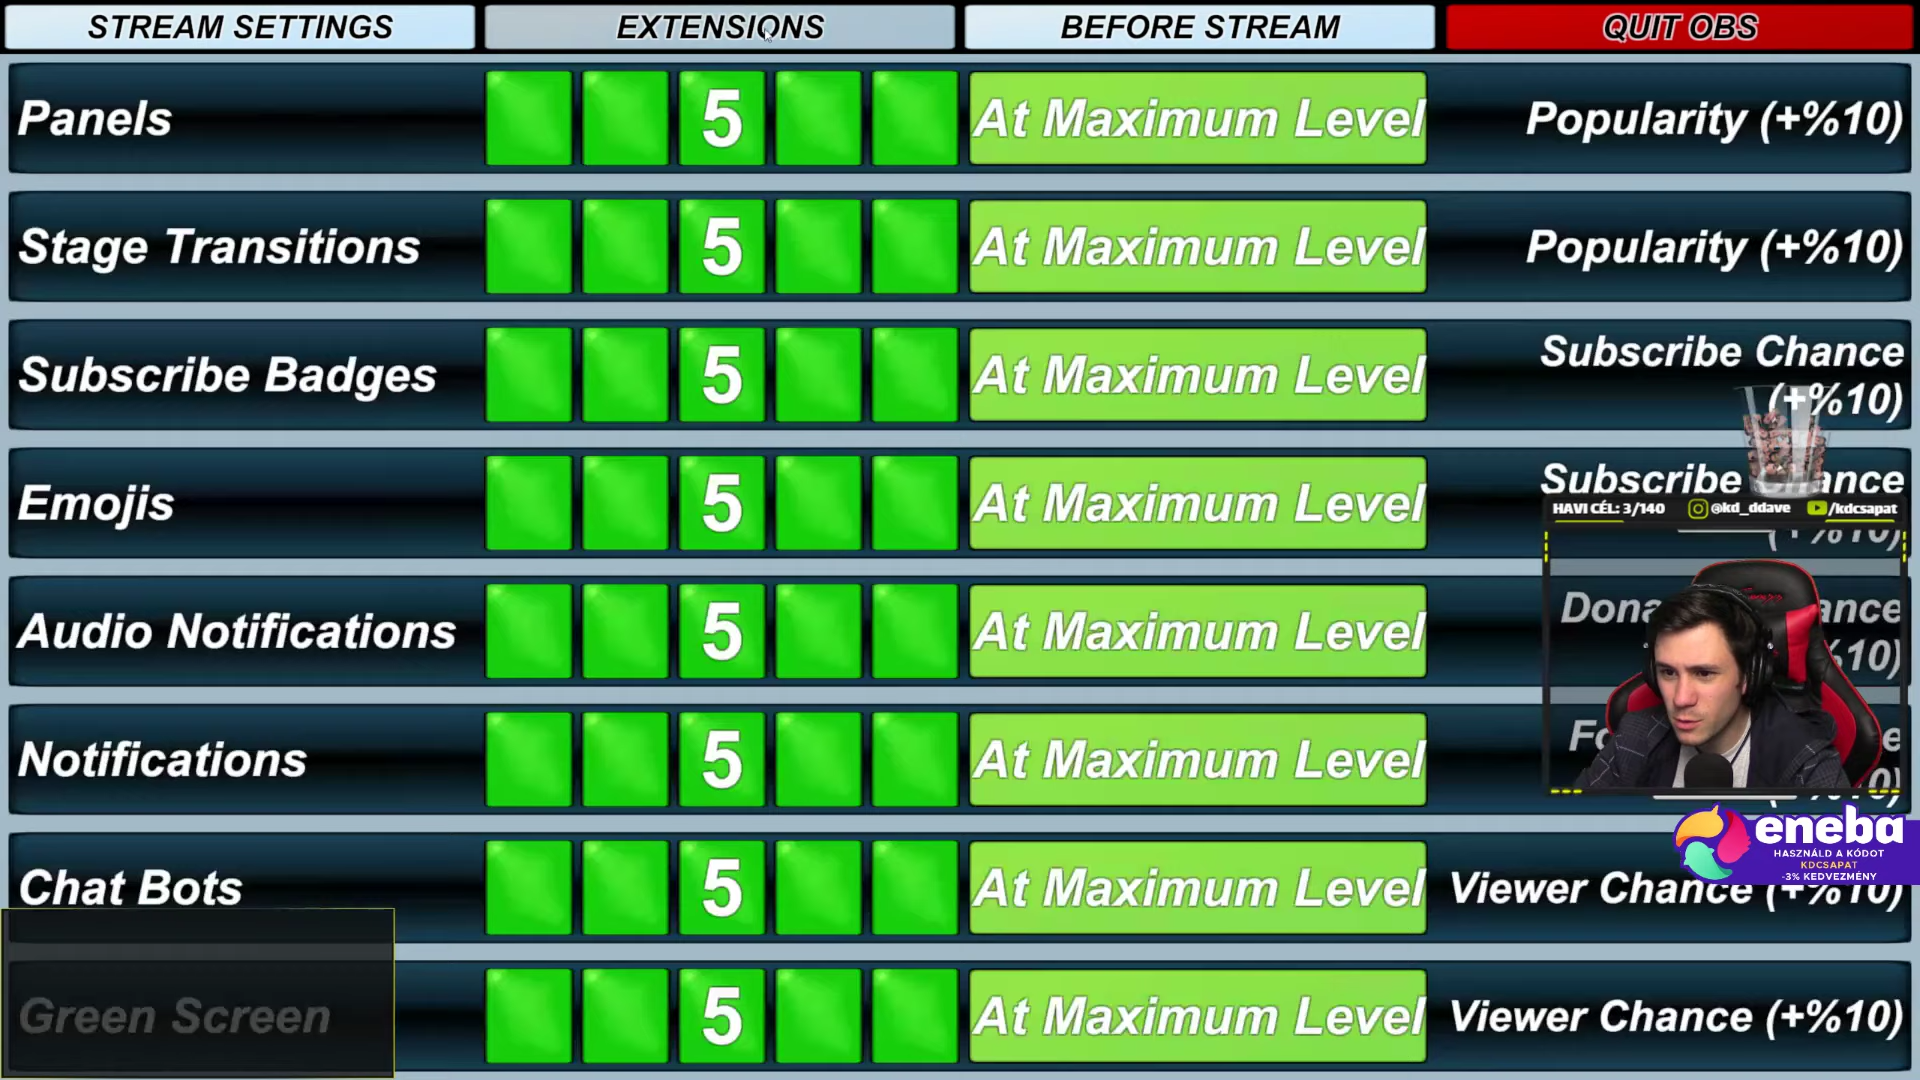 STREAM SETTINGS
EXTENSIONS
BEFORE STREAM
QUIT OBS
Panels
5
At Maximum Level
Popularity (+%10)
Stage Transitions
5
At Maximum Level
Popularity (+%10)
Subscribe Badges
5
At Maximum Level
Subscribe Chance
(+%10)
Emojis
5
At Maximum Level
Subscribe
HAVI CÉL: 3/140
@kd_ddave
/kdcsapat
Audio Notifications
5
At Maximum Level
Notifications
5
At Maximum Level
eneba
HASZNÁLD A KÓDOT
KDCSAPAT
-3% KEDVEZMÉNY
Chat Bots
5
At Maximum Level
Viewer Chance (+%10)
Green Screen
5
At Maximum Level
Viewer Chance (+%10)